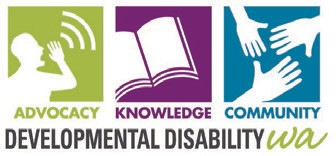 ADVOCACY KNOWLEDGE COMMUNITY
DEVELOPMENTAL DISABILITY wa